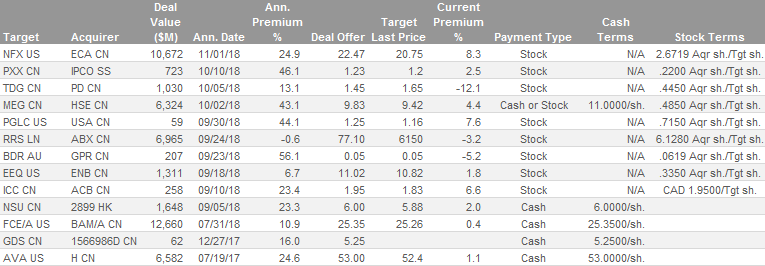 Deal Ann. Target Current
Value Premium Last Price Premium Cash
Target Acquirer ($M) Ann. Date % Deal Offer % Payment Type Terms Stock Terms
NFX US ECA CN 10,672 11/01/18 24.9 22.47 20.75 8.3 Stock N/A 2.6719 Aqr sh./Tgt sh.
PXX CN IPCO SS 723 10/10/18 46.1 1.23 1.2 2.5 Stock N/A .2200 Aqr sh./Tgt sh.
TDG CN PD CN 1,030 10/05/18 13.1 1.45 1.65 -12.1 Stock N/A .4450 Aqr sh./Tgt sh.
MEG CN HSE CN 6,324 10/02/18 43.1 9.83 9.42 4.4 Cash or Stock 11.0000/sh. .4850 Aqr sh./Tgt sh.
PGLC US USA CN 59 09/30/18 44.1 1.25 1.16 7.6 Stock N/A .7150 Aqr sh./Tgt sh.
RRS LN ABX CN 6,965 09/24/18 -0.6 77.10 6150 -3.2 Stock N/A 6.1280 Aqr sh./Tgt sh.
BDR AU GPR CN 207 09/23/18 56.1 0.05 0.05 -5.2 Stock N/A .0619 Aqr sh./Tgt sh.
EEQ US ENB CN 1,311 09/18/18 6.7 11.02 10.82 1.8 Stock N/A .3350 Aqr sh./Tgt sh.
ICC CN ACB CN 258 09/10/18 23.4 1.95 1.83 6.6 Stock N/A CAD 1.9500/Tgt sh.
NSU CN 2899 HK 1,648 09/05/18 23.3 6.00 5.88 2.0 Cash 6.0000/sh.
FCE/A US BAM/A CN 12,660 07/31/18 10.9 25.35 25.26 0.4 Cash 25.3500/sh.
GDS CN 1566986D CN 62 12/27/17 16.0 5.25 Cash 5.2500/sh.
AVA US H CN 6,582 07/19/17 24.6 53.00 52.4 1.1 Cash 53.0000/sh.